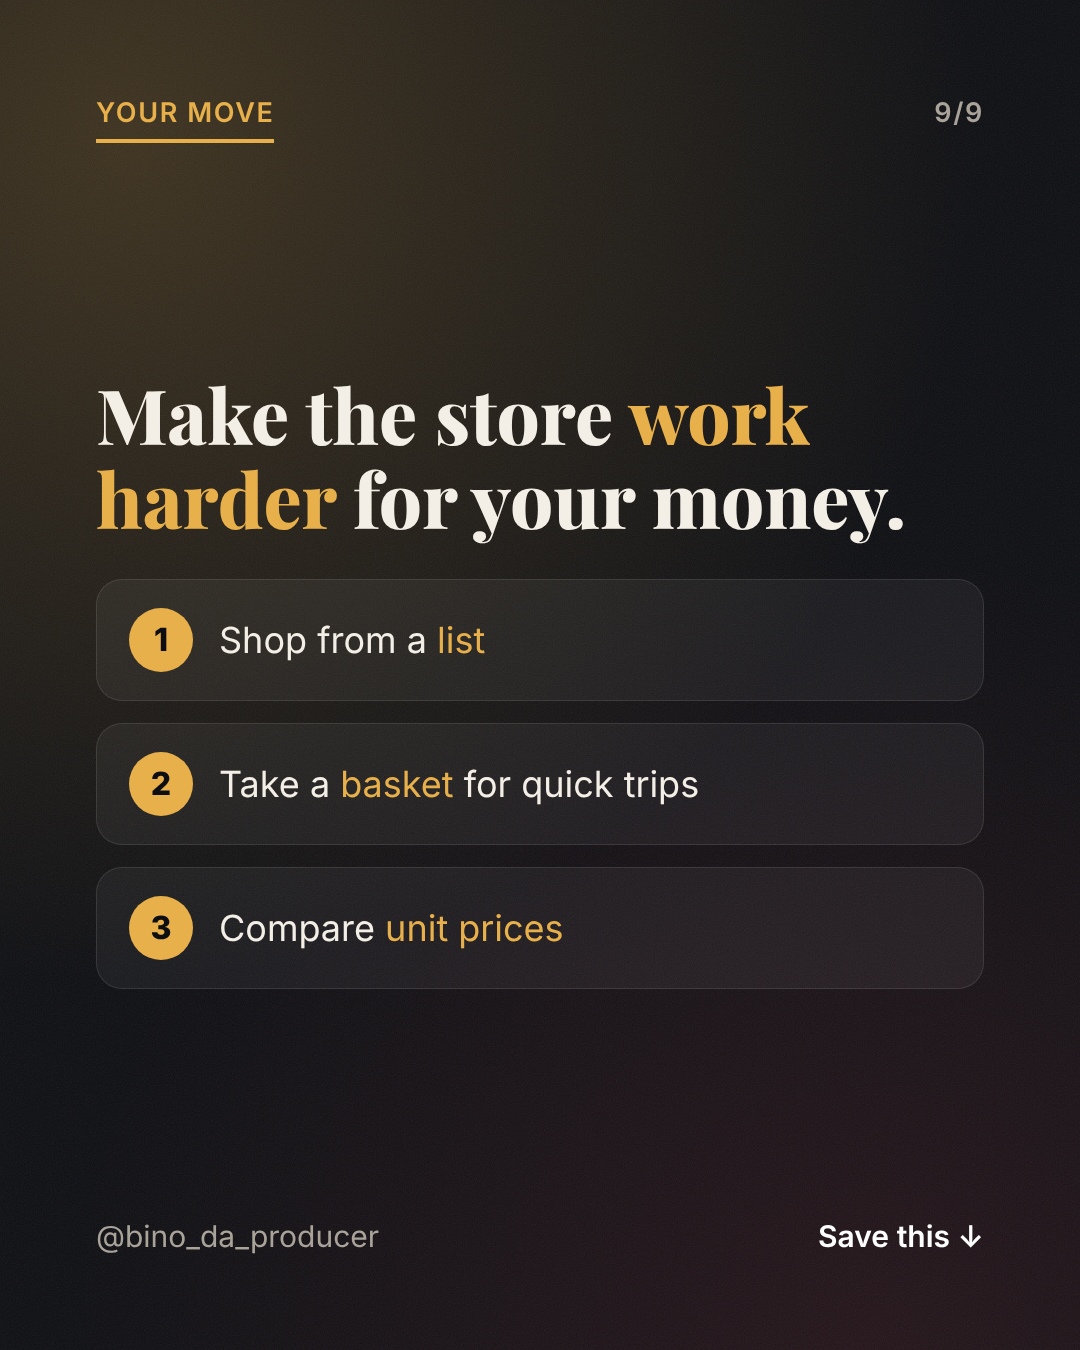 YOUR MOVE
9/9
Make the store work
harder for your money.
1 Shop from a list
2 Take a basket for quick trips
3 Compare unit prices
@bino_da_producer
Save this ↓